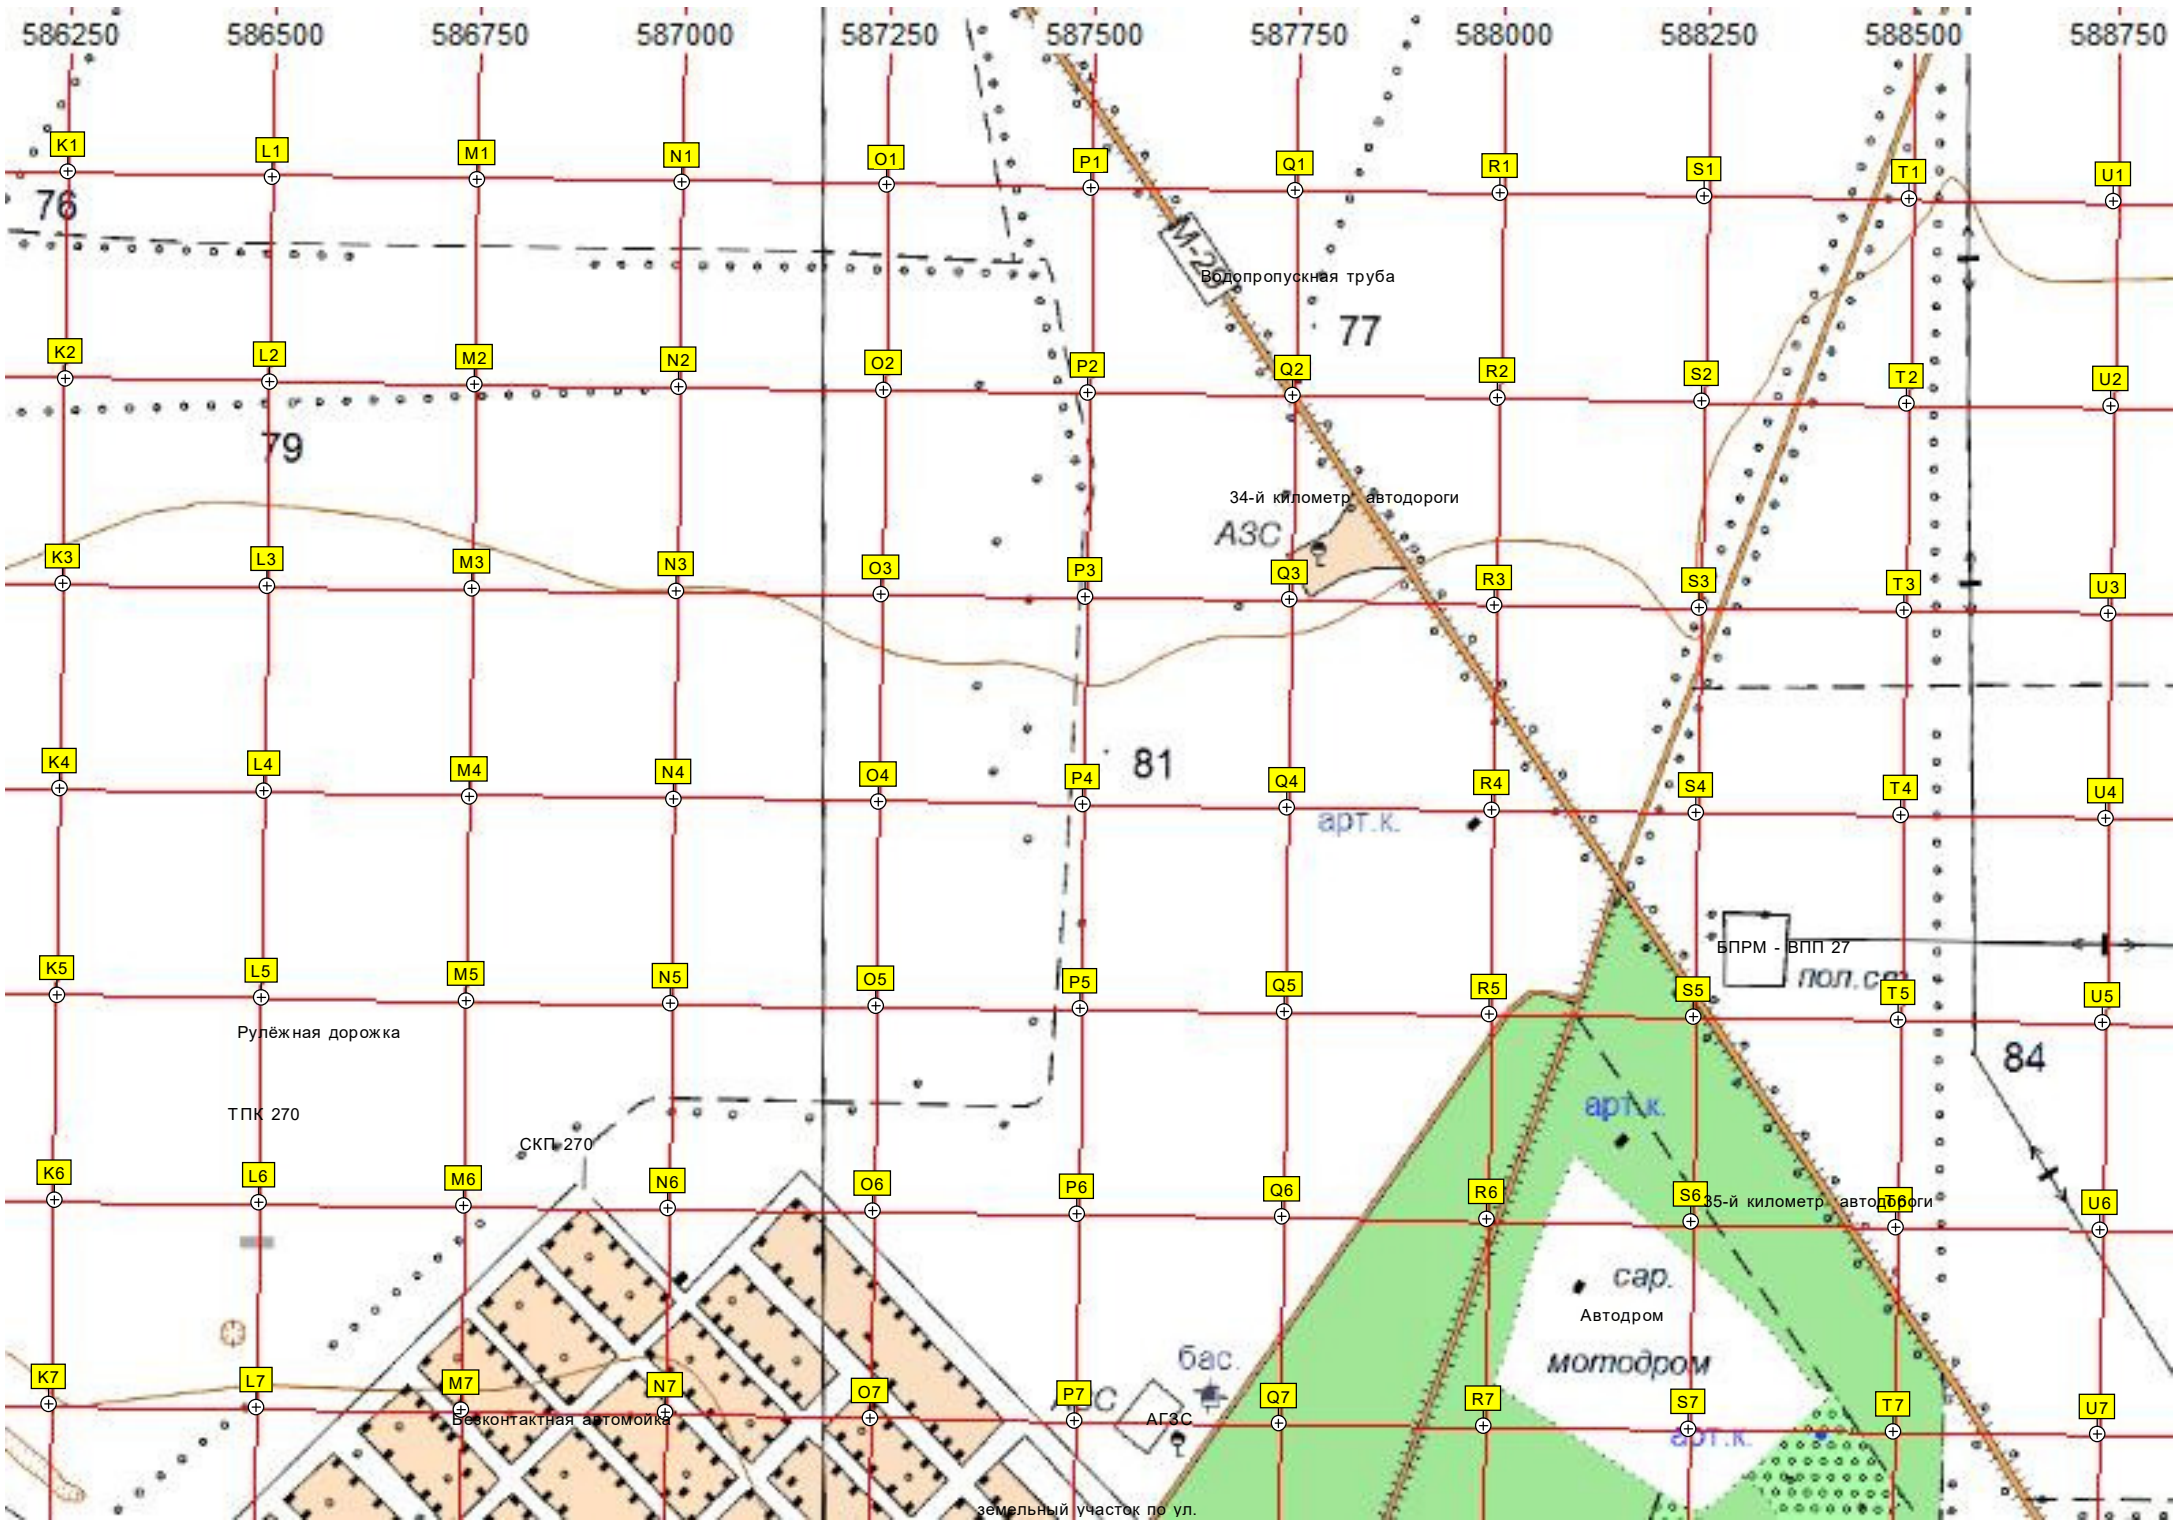 586250 586500 586750 587000 587250 587500 587750 588000 588250 588500 588750
K1 L1 M1 N1 O1 P1 Q1 R1 S1 T1 U1
76
М-25
Водопропускная труба
77
K2 L2 M2 N2 O2 P2 Q2 R2 S2 T2 U2
79
34-й километр автодороги
АЗС
K3 L3 M3 N3 O3 P3 Q3 R3 S3 T3 U3
81
K4 L4 M4 N4 O4 P4 Q4 R4 S4 T4 U4
арт.к.
БПРМ - ВПП 27
пол.ст.
K5 L5 M5 N5 O5 P5 Q5 R5 S5 T5 U5
Рулёжная дорожка
84
ТПК 270
арт.к.
СКП 270
K6 L6 M6 N6 O6 P6 Q6 R6 S6 T6 U6
35-й километр автодороги
сар.
Автодром
бас.
мотодром
K7 L7 M7 N7 O7 P7 Q7 R7 S7 T7 U7
Безконтактная автомойка
АГЗС
арт.к.
земельный участок по ул.